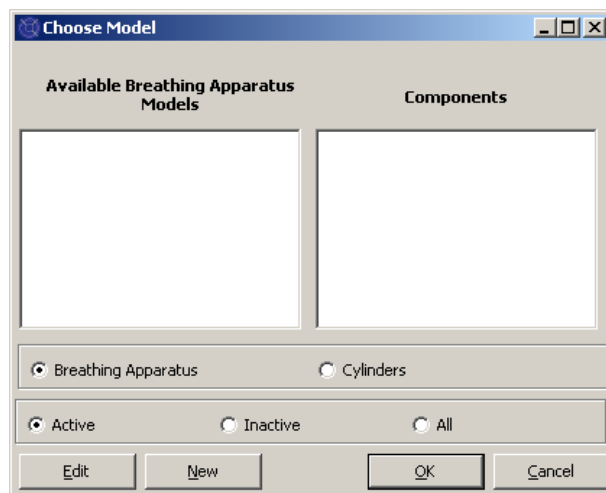 Choose Model
Available Breathing Apparatus
Models
Components
Breathing Apparatus
Cylinders
Active
Inactive
All
Edit
New
OK
Cancel